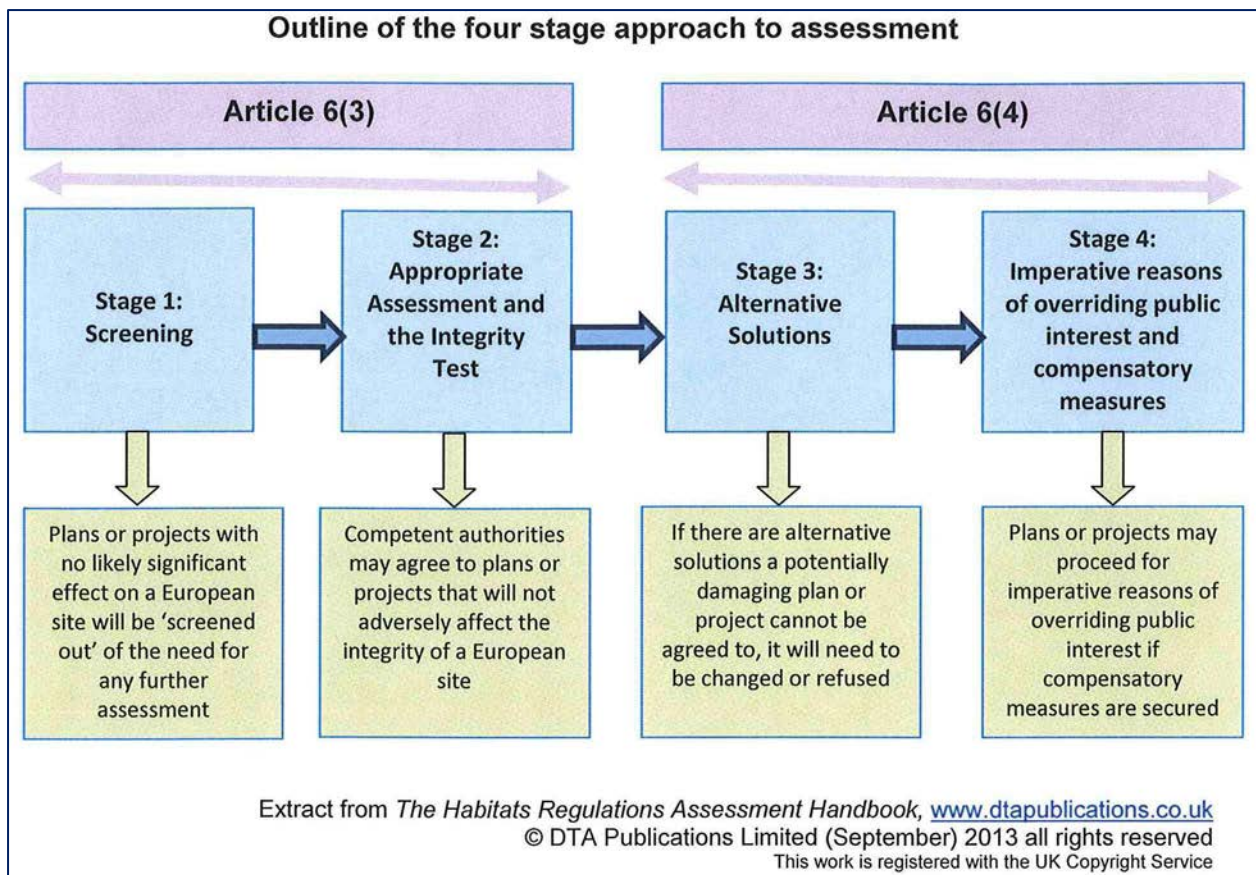 Outline of the four stage approach to assessment
Article 6(3)
Article 6(4)
Stage 1:
Screening
Stage 2:
Appropriate
Assessment and
the Integrity
Test
Stage 3:
Alternative
Solutions
Stage 4:
Imperative reasons
of overriding public
interest and
compensatory
measures
Plans or projects with
no likely significant
effect on a European
site will be ‘screened
out’ of the need for
any further
assessment
Competent authorities
may agree to plans or
projects that will not
adversely affect the
integrity of a European
site
If there are alternative
solutions a potentially
damaging plan or
project cannot be
agreed to, it will need to
be changed or refused
Plans or projects may
proceed for
imperative reasons of
overriding public
interest if
compensatory
measures are secured
Extract from The Habitats Regulations Assessment Handbook, www.dtapublications.co.uk
© DTA Publications Limited (September) 2013 all rights reserved
This work is registered with the UK Copyright Service